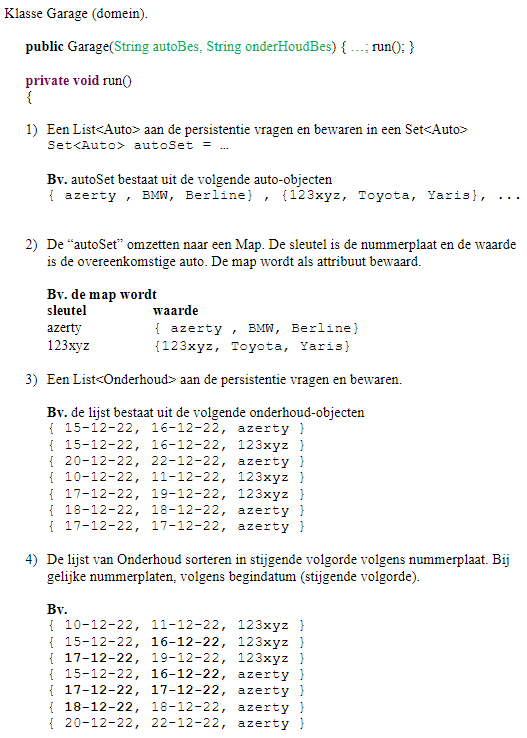 Klasse Garage (domein).
public Garage(String autoBes, String onderHoudBes) { …; run(); }
private void run()
{
1) Een List<Auto> aan de persistentie vragen en bewaren in een Set<Auto>
Set<Auto> autoSet = …
Bv. autoSet bestaat uit de volgende auto-objecten
{ azerty , BMW, Berline} , {123xyz, Toyota, Yaris}, ...
2) De “autoSet” omzetten naar een Map. De sleutel is de nummerplaat en de waarde
is de overeenkomstige auto. De map wordt als attribuut bewaard.
Bv. de map wordt
sleutel waarde
azerty { azerty , BMW, Berline}
123xyz {123xyz, Toyota, Yaris}
3) Een List<Onderhoud> aan de persistentie vragen en bewaren.
Bv. de lijst bestaat uit de volgende onderhoud-objecten
{ 15-12-22, 16-12-22, azerty }
{ 15-12-22, 16-12-22, 123xyz }
{ 20-12-22, 22-12-22, azerty }
{ 10-12-22, 11-12-22, 123xyz }
{ 17-12-22, 19-12-22, 123xyz }
{ 18-12-22, 18-12-22, azerty }
{ 17-12-22, 17-12-22, azerty }
4) De lijst van Onderhoud sorteren in stijgende volgorde volgens nummerplaat. Bij
gelijke nummerplaten, volgens begindatum (stijgende volgorde).
Bv.
{ 10-12-22, 11-12-22, 123xyz }
{ 15-12-22, 16-12-22, 123xyz }
{ 17-12-22, 19-12-22, 123xyz }
{ 15-12-22, 16-12-22, azerty }
{ 17-12-22, 17-12-22, azerty }
{ 18-12-22, 18-12-22, azerty }
{ 20-12-22, 22-12-22, azerty }